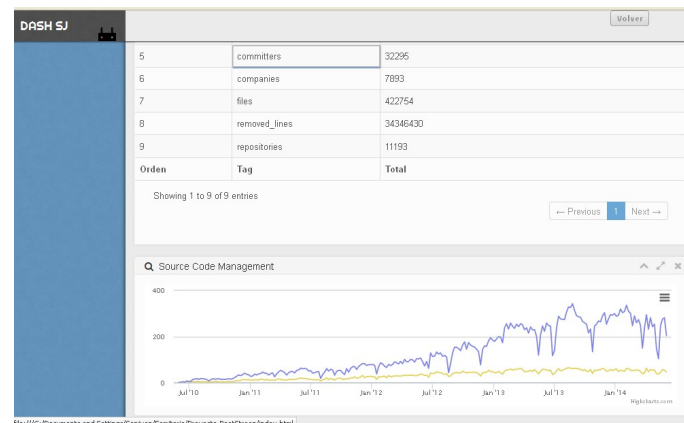 DASH SJ
Volver
5 committers 32295
6 companies 7893
7 files 422754
8 removed_lines 34346430
9 repositories 11193
Orden Tag Total
Showing 1 to 9 of 9 entries
← Previous 1 Next →
Source Code Management
400
200
0
Jul'10 Jan'11 Jul'11 Jan'12 Jul'12 Jan'13 Jul'13 Jan'14
Highcharts.com